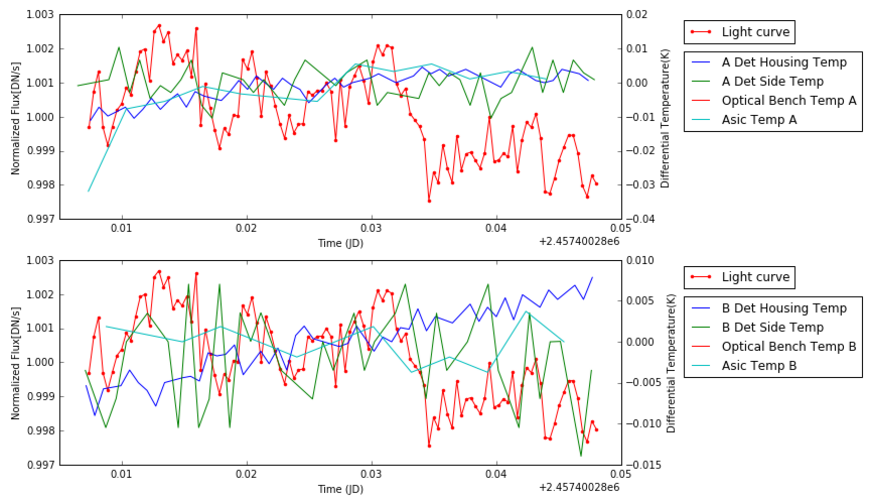 1.003
1.002
1.001
1.000
0.999
0.998
0.997
Normalized Flux[DN/s]
0.02
0.01
0.00
−0.01
−0.02
−0.03
−0.04
Differential Temperature(K)
0.01 0.02 0.03 0.04 0.05
Time (JD)
+2.45740028e6
Light curve
A Det Housing Temp
A Det Side Temp
Optical Bench Temp A
Asic Temp A
1.003
1.002
1.001
1.000
0.999
0.998
0.997
Normalized Flux[DN/s]
0.010
0.005
0.000
−0.005
−0.010
−0.015
Differential Temperature(K)
0.01 0.02 0.03 0.04 0.05
Time (JD)
+2.45740028e6
Light curve
B Det Housing Temp
B Det Side Temp
Optical Bench Temp B
Asic Temp B